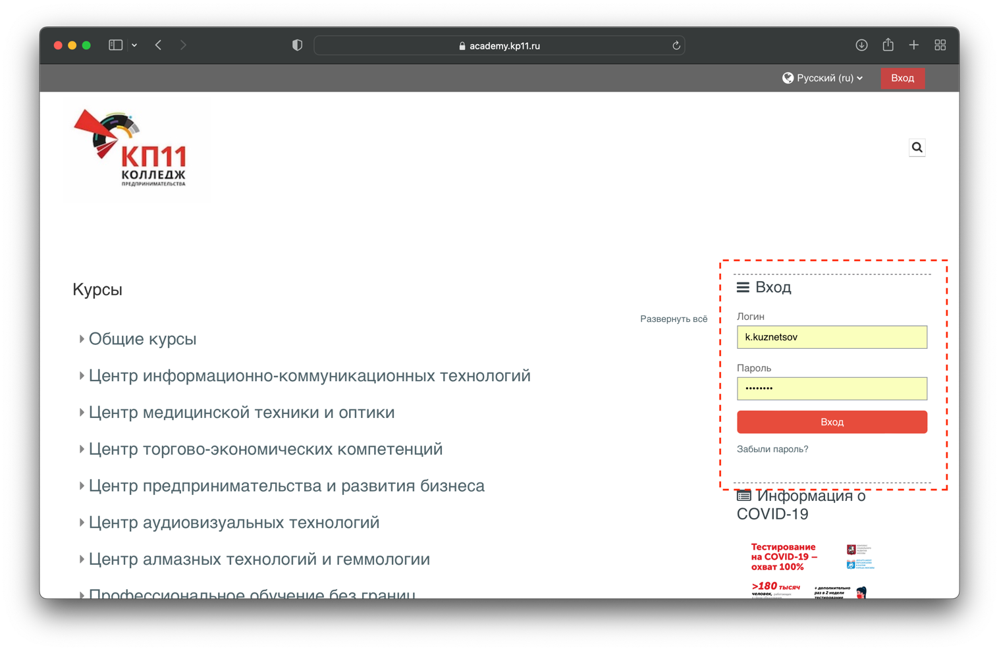 academy.kp11.ru
Русский (ru)
Вход
КП11
КОЛЛЕДЖ
ПРЕДПРИНИМАТЕЛЬСТВА
Курсы
Развернуть всё
Общие курсы
Центр информационно-коммуникационных технологий
Центр медицинской техники и оптики
Центр торгово-экономических компетенций
Центр предпринимательства и развития бизнеса
Центр аудиовизуальных технологий
Центр алмазных технологий и геммологии
Профессиональное обучение без границ
Вход
Логин
k.kuznetsov
Пароль
••••••••
Вход
Забыли пароль?
Информация о
COVID-19
Тестирование
на COVID-19 –
охват 100%
>180 тысяч
человек, работающих
+ дополнительно
раз в 2 недели
тестирование